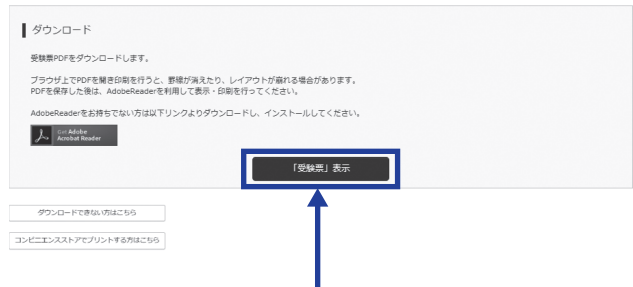 ダウンロード
受験票PDFをダウンロードします。
ブラウザ上でPDFを開き印刷を行うと、罫線が消えたり、レイアウトが崩れる場合があります。
PDFを保存した後は、AdobeReaderを利用して表示・印刷を行ってください。
AdobeReaderをお持ちでない方は以下リンクよりダウンロードし、インストールしてください。
Get Adobe
Acrobat Reader
「受験票」表示
ダウンロードできない方はこちら
コンビニエンスストアでプリントする方はこちら